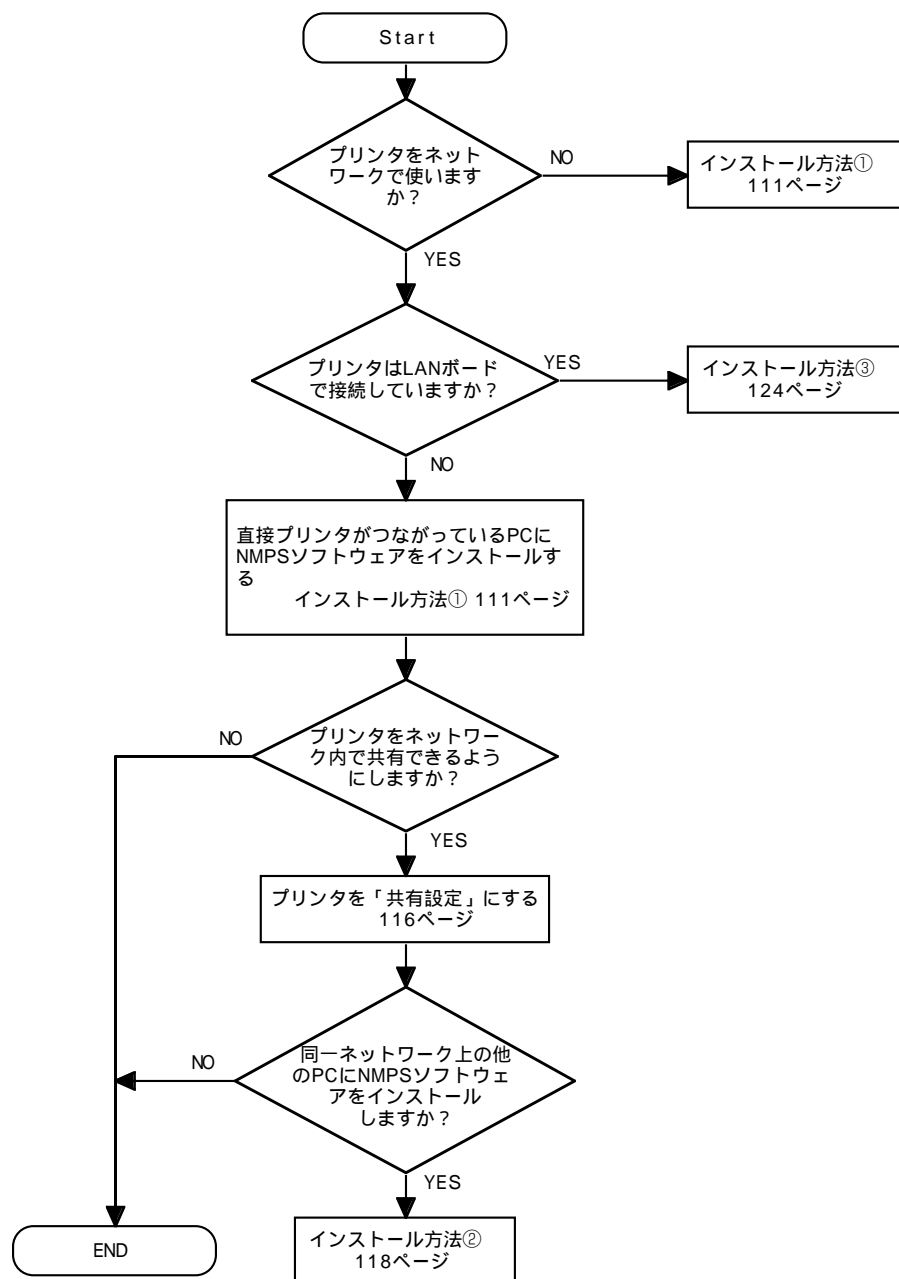 Start
プリンタをネット
ワークで使います
か？
NO
インストール方法①
111ページ
YES
プリンタはLANボード
で接続していますか？
YES
インストール方法③
124ページ
NO
直接プリンタがつながっているPCに
NMPSソフトウェアをインストールす
る
インストール方法① 111ページ
プリンタをネットワー
ク内で共有できるよう
にしますか？
NO
YES
プリンタを「共有設定」にする
116ページ
同一ネットワーク上の他
のPCにNMPSソフトウェ
アをインストール
しますか？
NO
YES
END
インストール方法②
118ページ